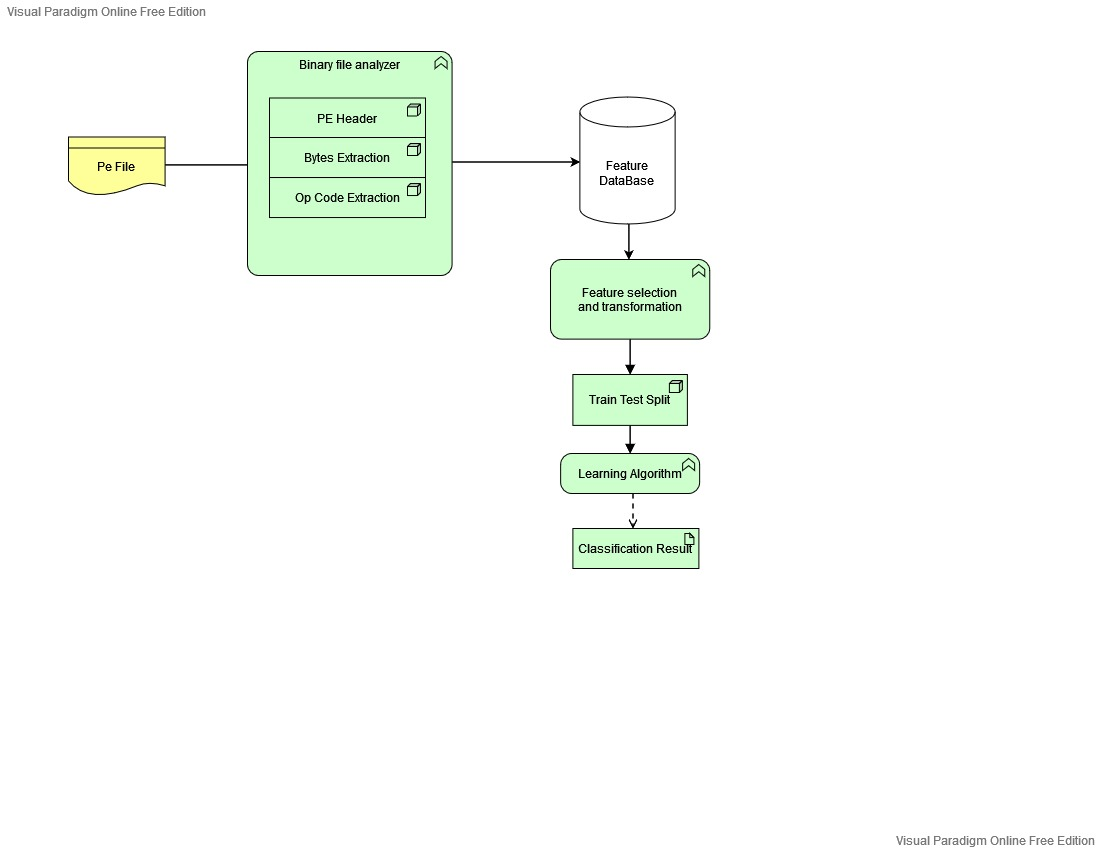 Visual Paradigm Online Free Edition
Binary file analyzer
PE Header
Bytes Extraction
Op Code Extraction
Pe File
Feature
DataBase
Feature selection
and transformation
Train Test Split
Learning Algorithm
Classification Result
Visual Paradigm Online Free Edition